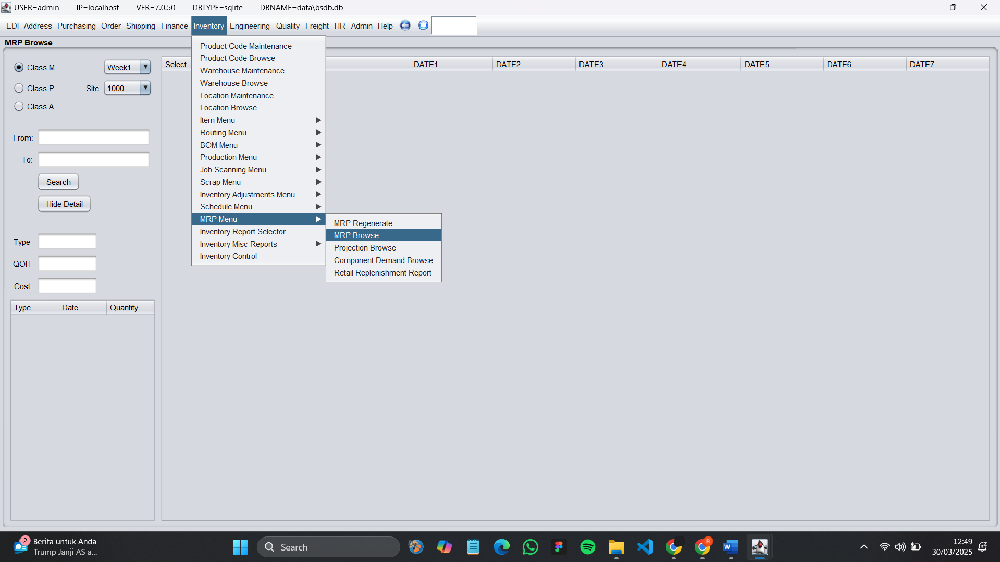 USER=admin IP=localhost VER=7.0.50 DBTYPE=sqlite DBNAME=data\bsdb.db
EDI Address Purchasing Order Shipping Finance Inventory Engineering Quality Freight HR Admin Help
MRP Browse
Class M
Week1
Class P
Site
1000
Class A
From:
To:
Search
Hide Detail
Type
QOH
Cost
Type Date Quantity
Product Code Maintenance
Product Code Browse
Warehouse Maintenance
Warehouse Browse
Location Maintenance
Location Browse
Item Menu
Routing Menu
BOM Menu
Production Menu
Job Scanning Menu
Scrap Menu
Inventory Adjustments Menu
Schedule Menu
MRP Menu
Inventory Report Selector
Inventory Misc Reports
Inventory Control
MRP Regenerate
MRP Browse
Projection Browse
Component Demand Browse
Retail Replenishment Report
Select DATE1 DATE2 DATE3 DATE4 DATE5 DATE6 DATE7
2
Berita untuk Anda
Trump Janji AS a...
Search
R
W
12:49
30/03/2025